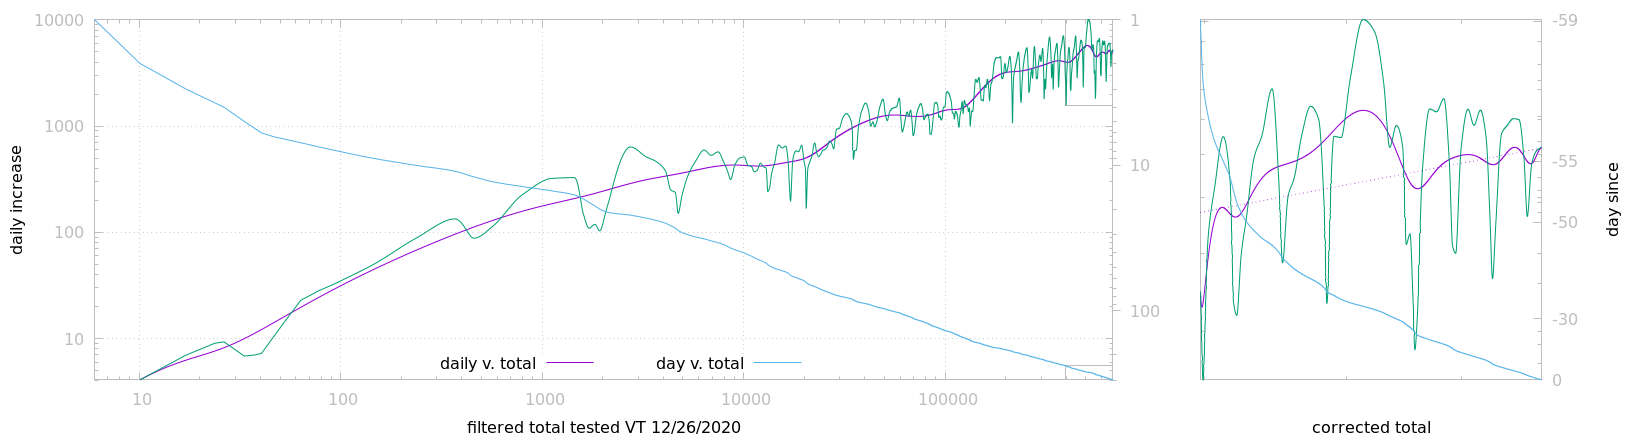 10000
1000
100
10
daily increase
10
100
1000
10000
100000
filtered total tested VT 12/26/2020
daily v. total
day v. total
1
10
100
-59
-55
-50
-30
0
day since
corrected total